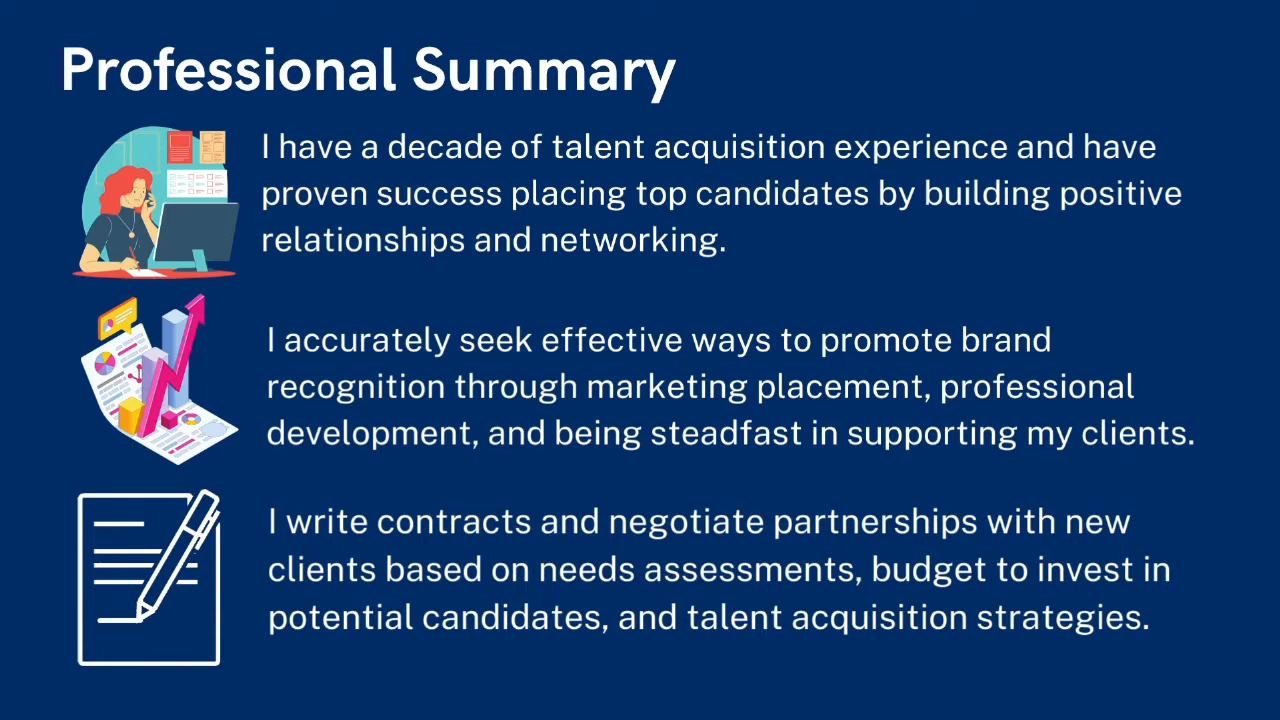 Professional Summary
I have a decade of talent acquisition experience and have
proven success placing top candidates by building positive
relationships and networking.
I accurately seek effective ways to promote brand
recognition through marketing placement, professional
development, and being steadfast in supporting my clients.
I write contracts and negotiate partnerships with new
clients based on needs assessments, budget to invest in
potential candidates, and talent acquisition strategies.